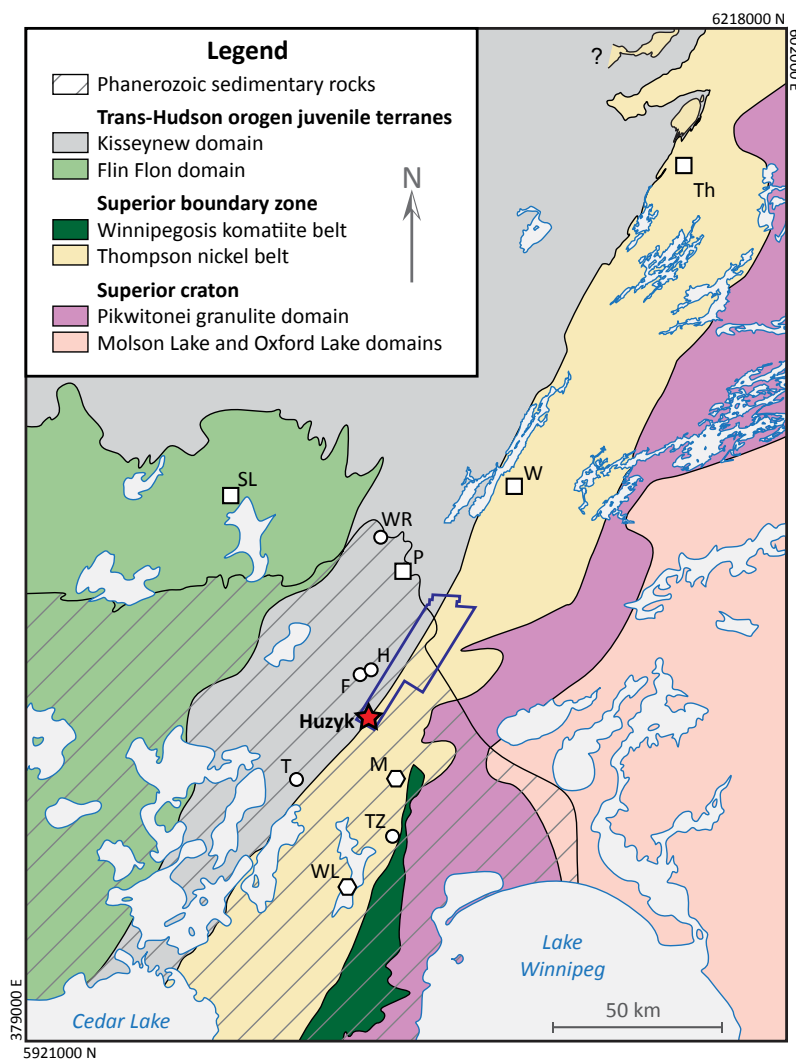 6218000 N
602000 E
Legend
Phanerozoic sedimentary rocks
Trans-Hudson orogen juvenile terranes
Kisseynew domain
Flin Flon domain
Superior boundary zone
Winnipegosis komatiite belt
Thompson nickel belt
Superior craton
Pikwitonei granulite domain
Molson Lake and Oxford Lake domains
N
?
Th
SL
W
WR
P
H
F
Huzyk
T
M
TZ
WL
Lake
Winnipeg
Cedar Lake
50 km
379000 E
5921000 N